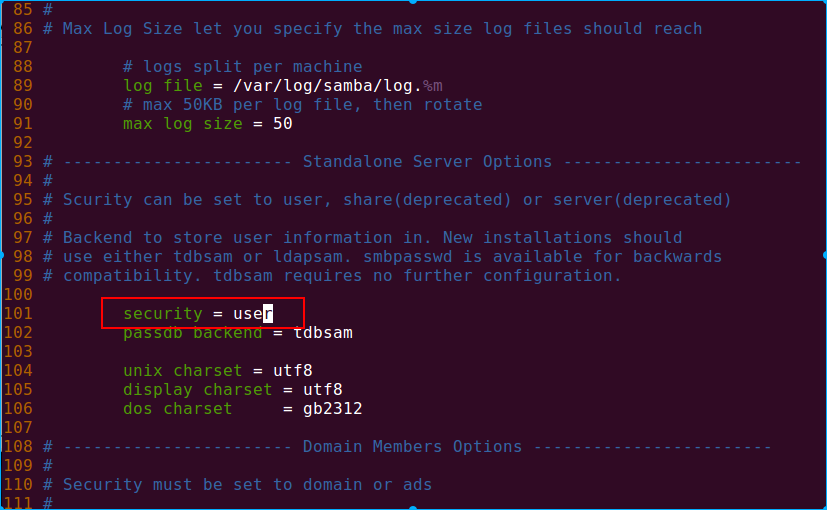 85 #
86 # Max Log Size let you specify the max size log files should reach
87
88         # logs split per machine
89         log file = /var/log/samba/log.%m
90         # max 50KB per log file, then rotate
91         max log size = 50
92
93 # ----------------------- Standalone Server Options ------------------------
94 #
95 # Scurity can be set to user, share(deprecated) or server(deprecated)
96 #
97 # Backend to store user information in. New installations should
98 # use either tdbsam or ldapsam. smbpasswd is available for backwards
99 # compatibility. tdbsam requires no further configuration.
100
101         security = user
102         passdb backend = tdbsam
103
104         unix charset = utf8
105         display charset = utf8
106         dos charset     = gb2312
107
108 # ----------------------- Domain Members Options ------------------------
109 #
110 # Security must be set to domain or ads
111 #